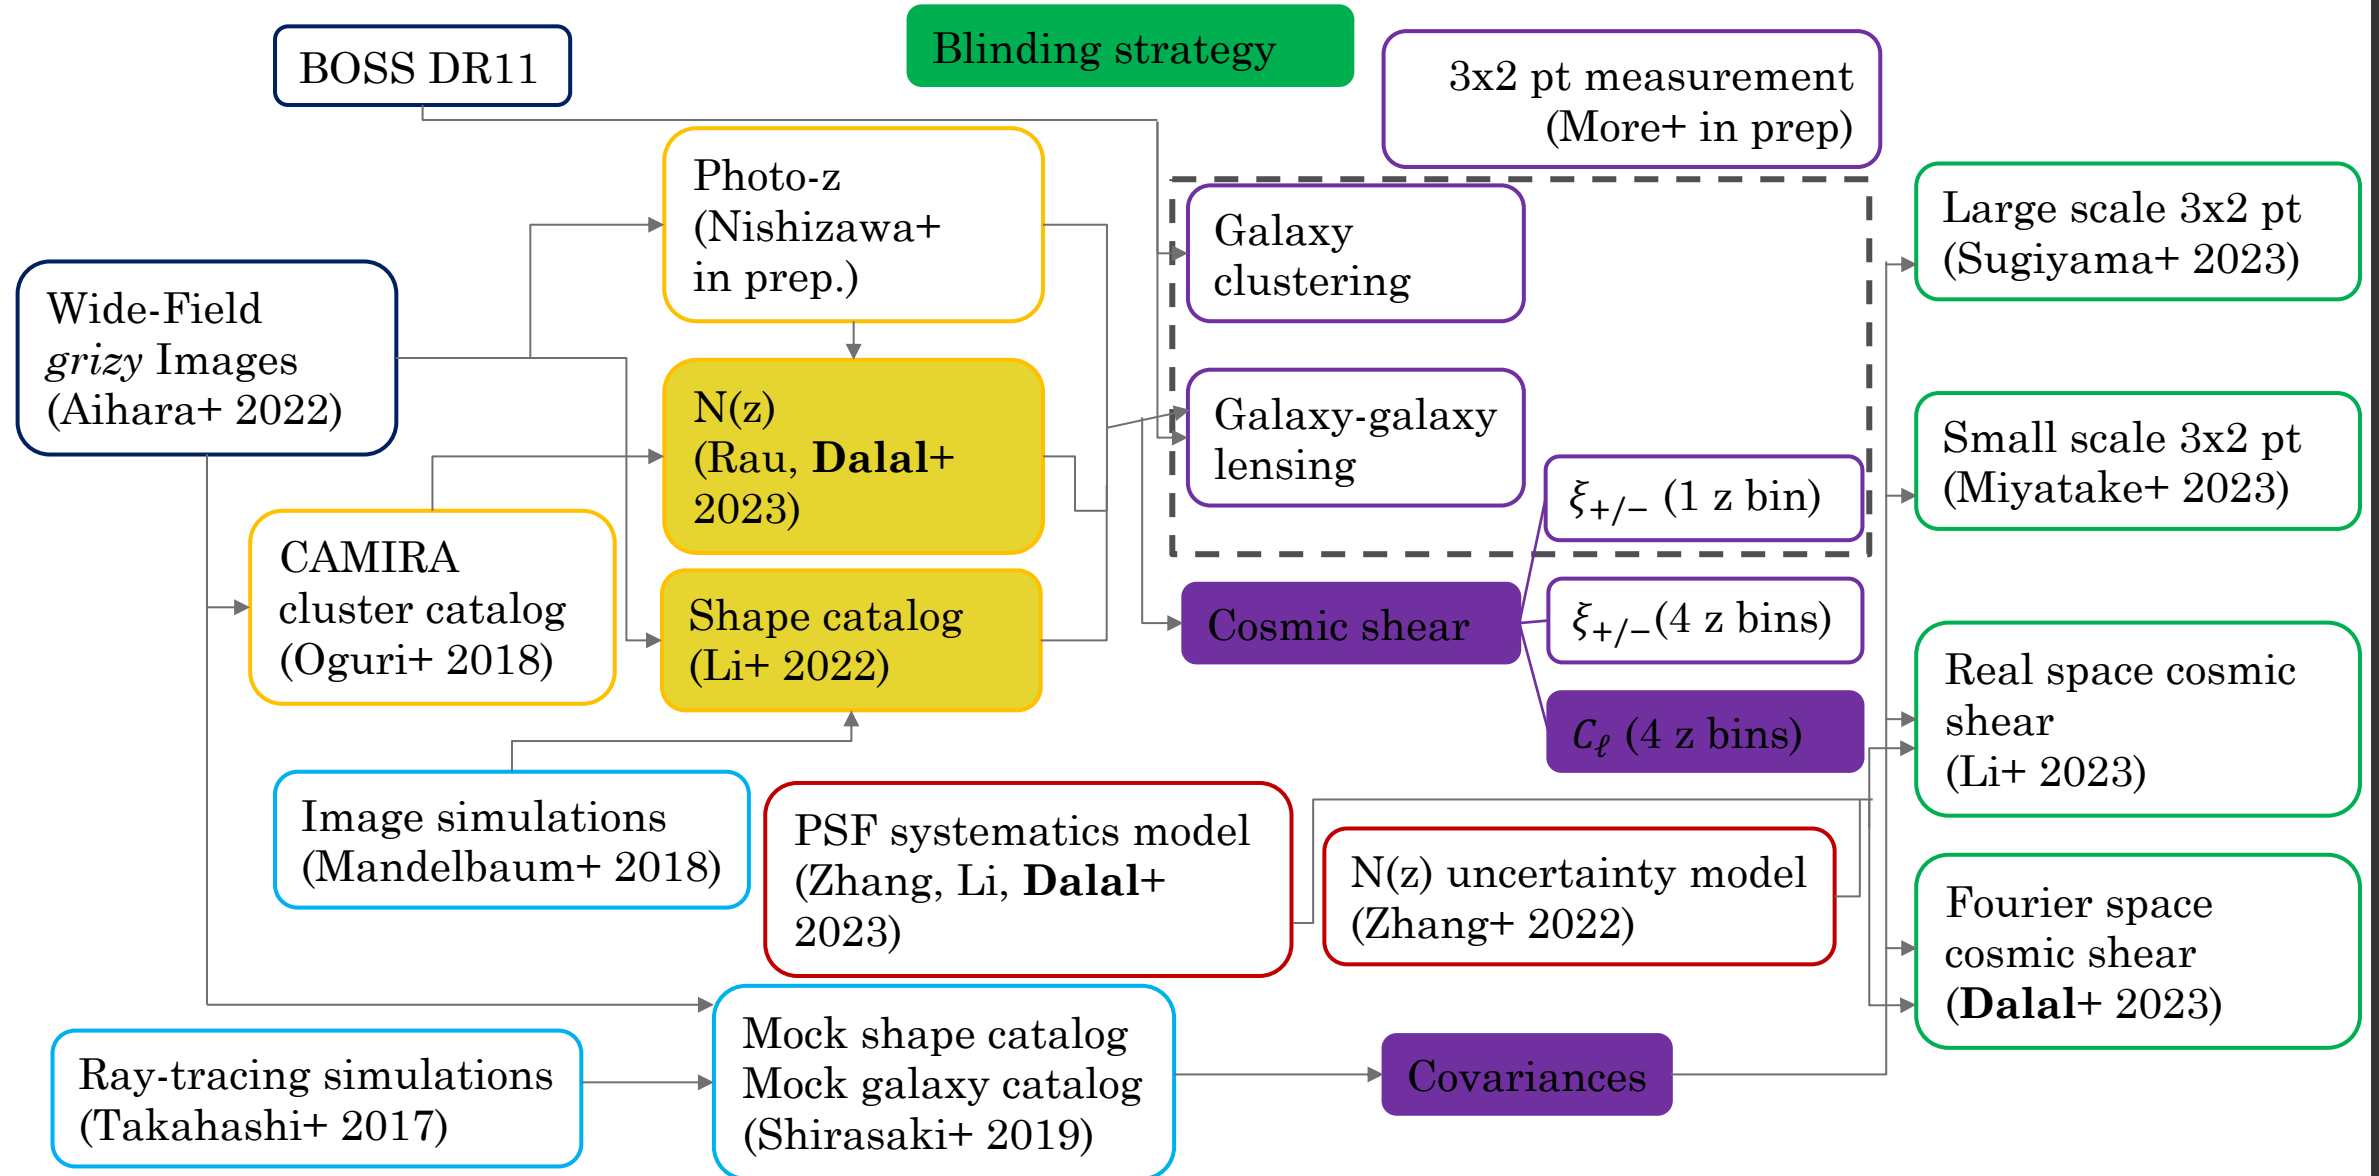 BOSS DR11
Blinding strategy
3x2 pt measurement
(More+ in prep)
Photo-z
(Nishizawa+
in prep.)
Galaxy
clustering
Large scale 3x2 pt
(Sugiyama+ 2023)
Wide-Field
grizy Images
(Aihara+ 2022)
N(z)
(Rau, Dalal+
2023)
Galaxy-galaxy
lensing
Small scale 3x2 pt
(Miyatake+ 2023)
ξ₊/₋ (1 z bin)
CAMIRA
cluster catalog
(Oguri+ 2018)
Shape catalog
(Li+ 2022)
Cosmic shear
ξ₊/₋(4 z bins)
Cℓ (4 z bins)
Real space cosmic
shear
(Li+ 2023)
Image simulations
(Mandelbaum+ 2018)
PSF systematics model
(Zhang, Li, Dalal+
2023)
N(z) uncertainty model
(Zhang+ 2022)
Fourier space
cosmic shear
(Dalal+ 2023)
Ray-tracing simulations
(Takahashi+ 2017)
Mock shape catalog
Mock galaxy catalog
(Shirasaki+ 2019)
Covariances